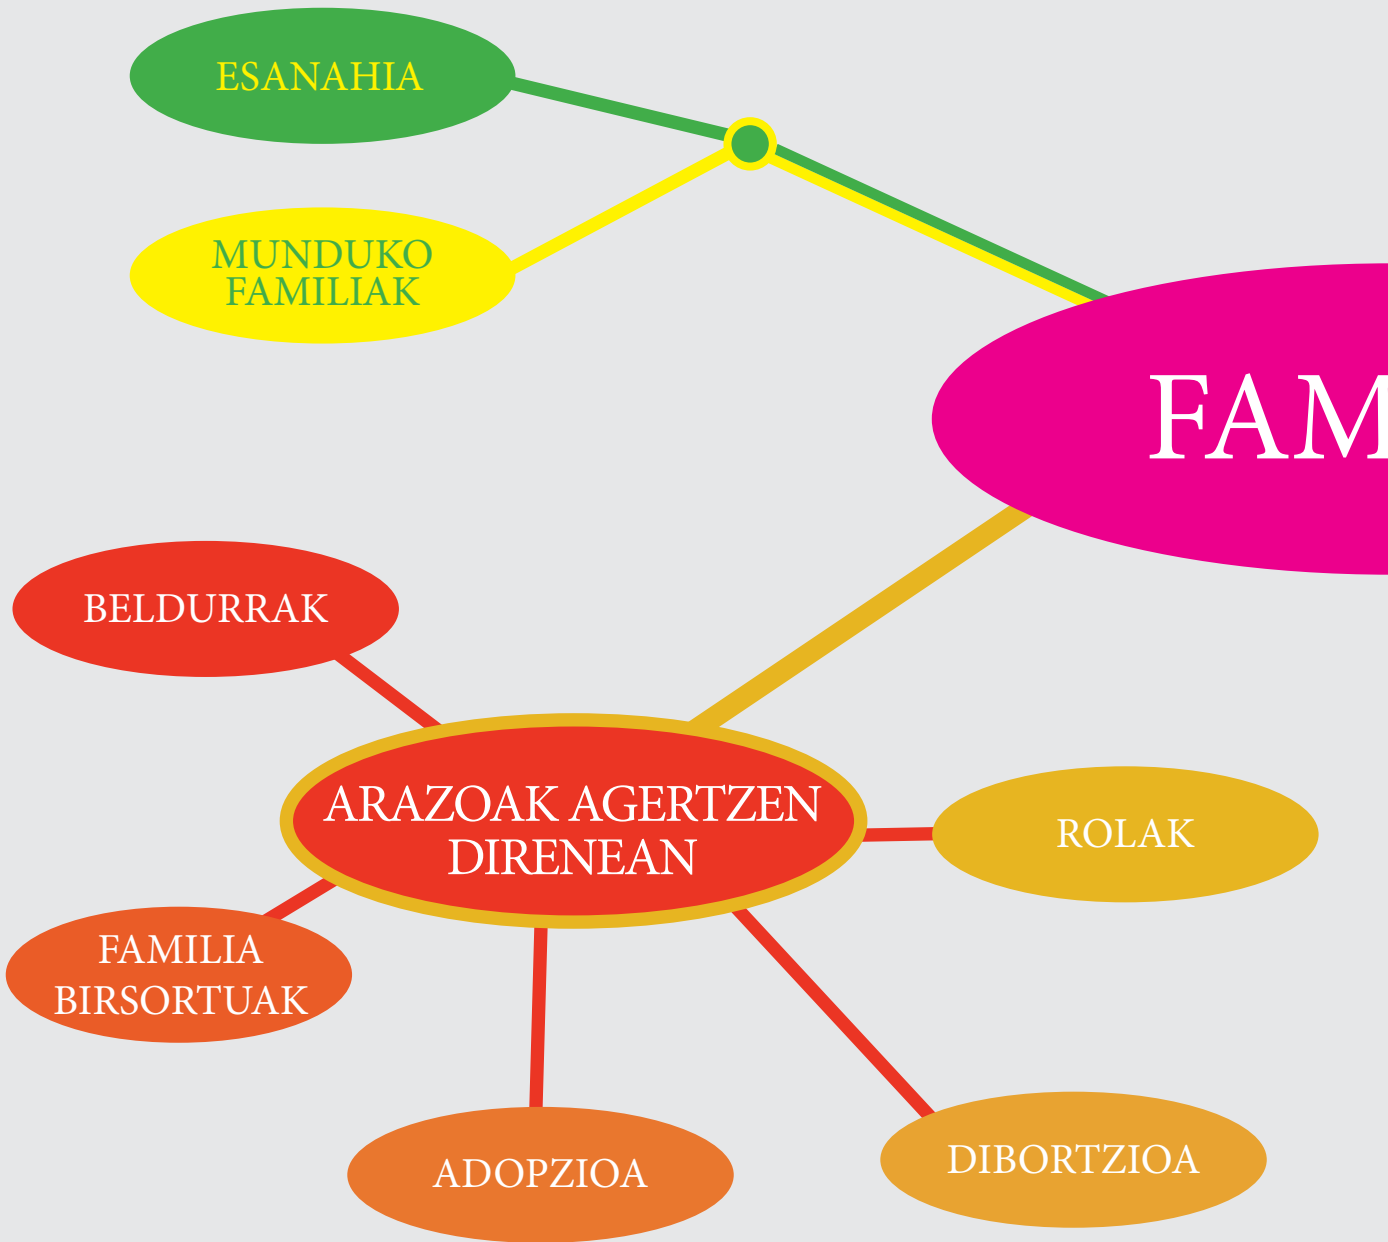 ESANAHIA
MUNDUKO
FAMILIAK
FAM
BELDURRAK
ARAZOAK AGERTZEN
DIRENEAN
ROLAK
FAMILIA
BIRSORTUAK
ADOPZIOA
DIBORTZIOA